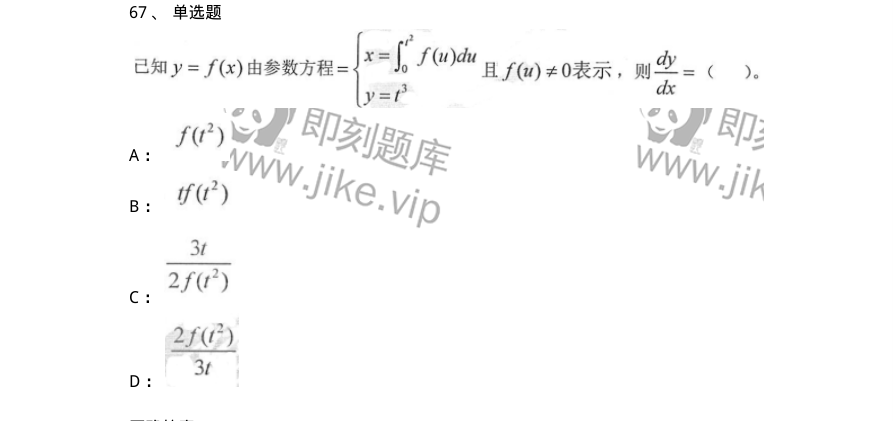 67 、 单选题
已知 y = f(x) 由参数方程= { x = ∫₀^{t²} f(u)du
y = t³
且 f(u) ≠ 0表示，则 dy/dx = （ ）。
即刻题库 即
www.jike.vip www.jik
A： f(t²)
B： tf(t²)
C： 3t / 2f(t²)
D： 2f(t²) / 3t